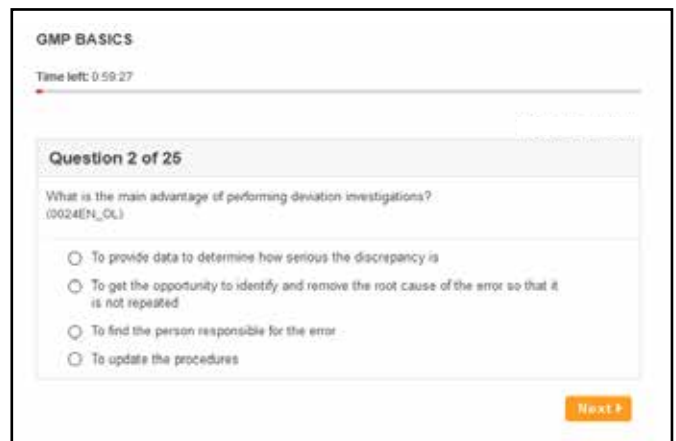 GMP BASICS
Time left: 0:59:27
Question 2 of 25
What is the main advantage of performing deviation investigations?
(0024EN_OL)
To provide data to determine how serious the discrepancy is
To get the opportunity to identify and remove the root cause of the error so that it
is not repeated
To find the person responsible for the error
To update the procedures
Next